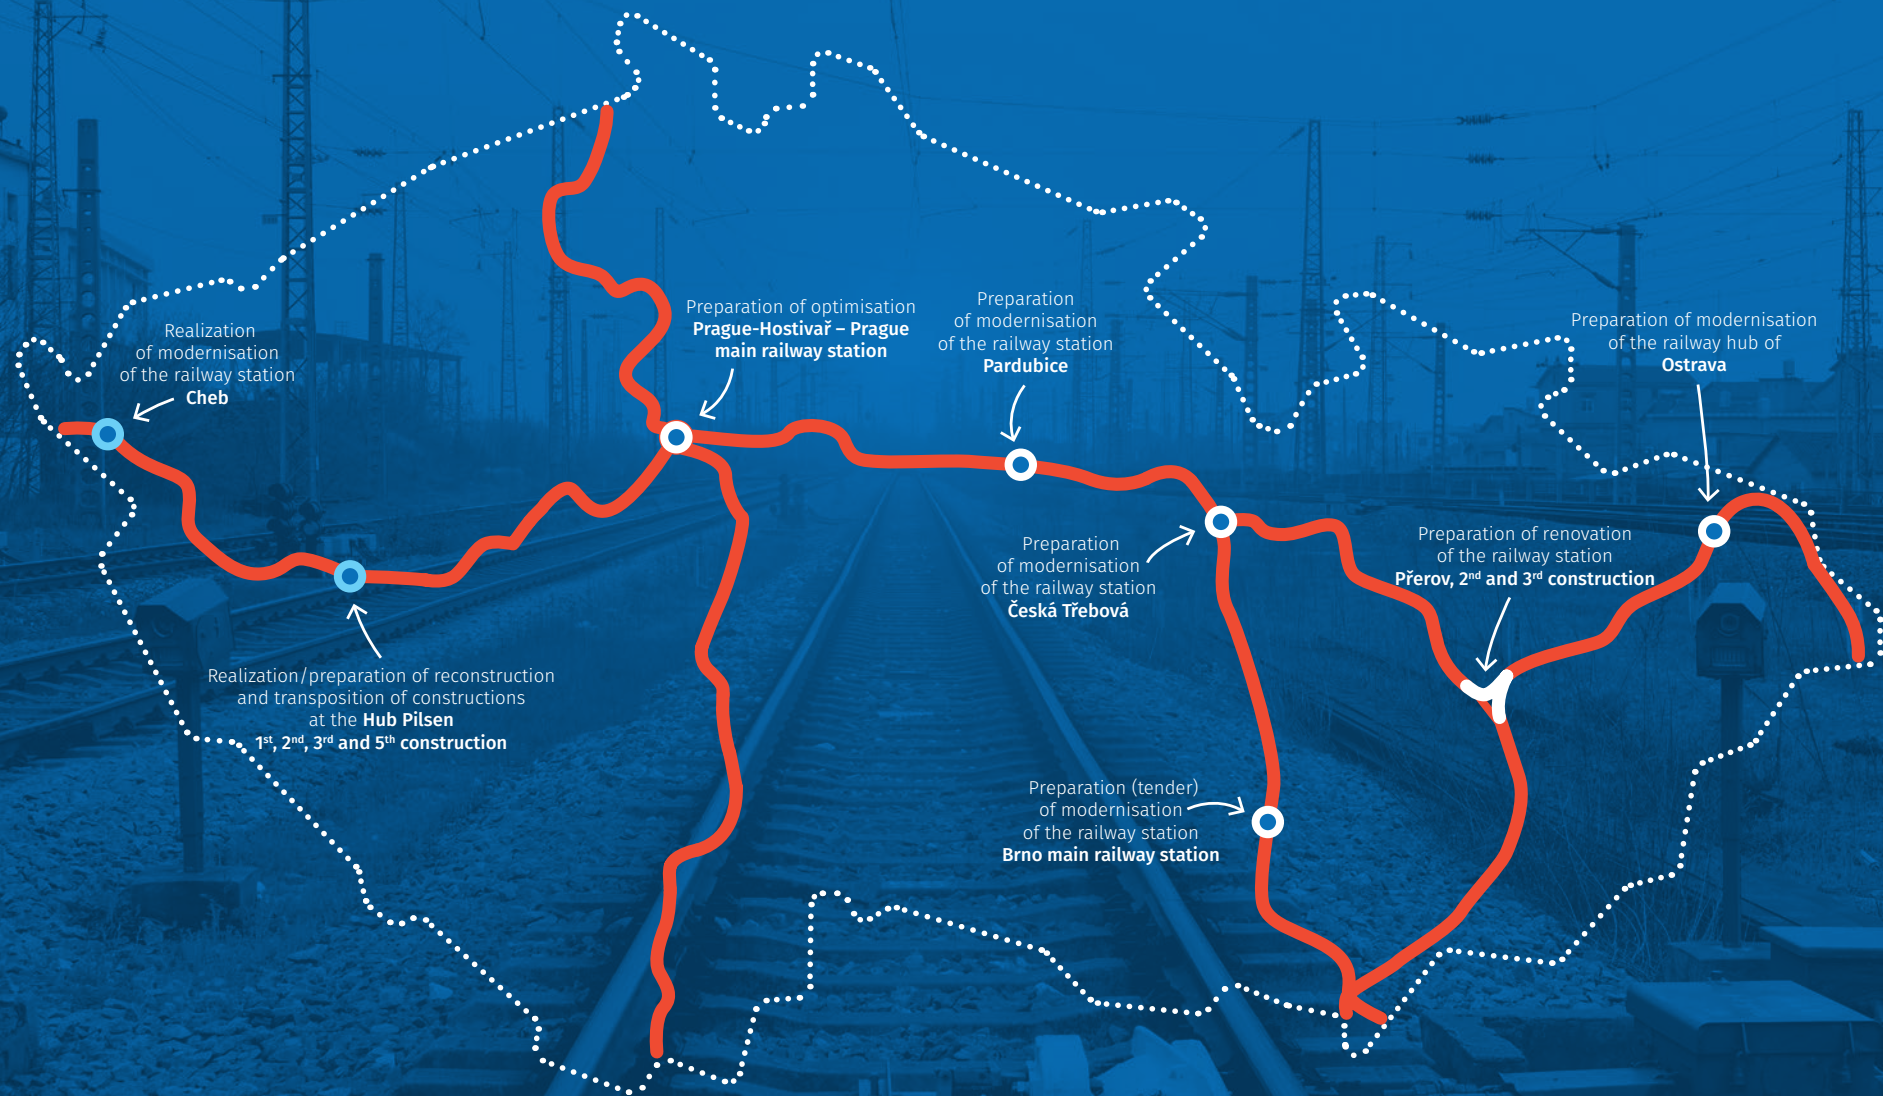 Realization
of modernisation
of the railway station
Cheb
Preparation of optimisation
Prague-Hostivař – Prague
main railway station
Preparation
of modernisation
of the railway station
Pardubice
Preparation of modernisation
of the railway hub of
Ostrava
Preparation
of modernisation
of the railway station
Česká Třebová
Preparation of renovation
of the railway station
Přerov, 2nd and 3rd construction
Realization/preparation of reconstruction
and transposition of constructions
at the Hub Pilsen
1st, 2nd, 3rd and 5th construction
Preparation (tender)
of modernisation
of the railway station
Brno main railway station